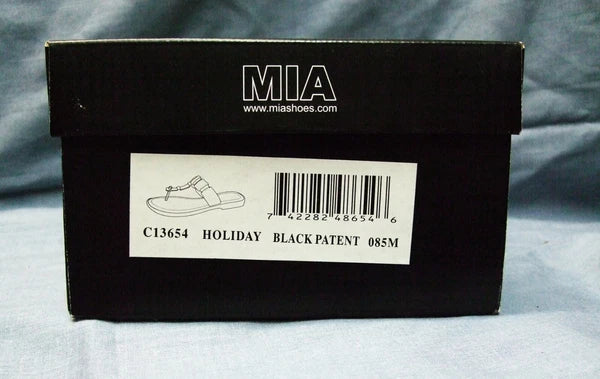 MIA
www.miashoes.com
7 42282 48654 6
C13654 HOLIDAY BLACK PATENT 085M